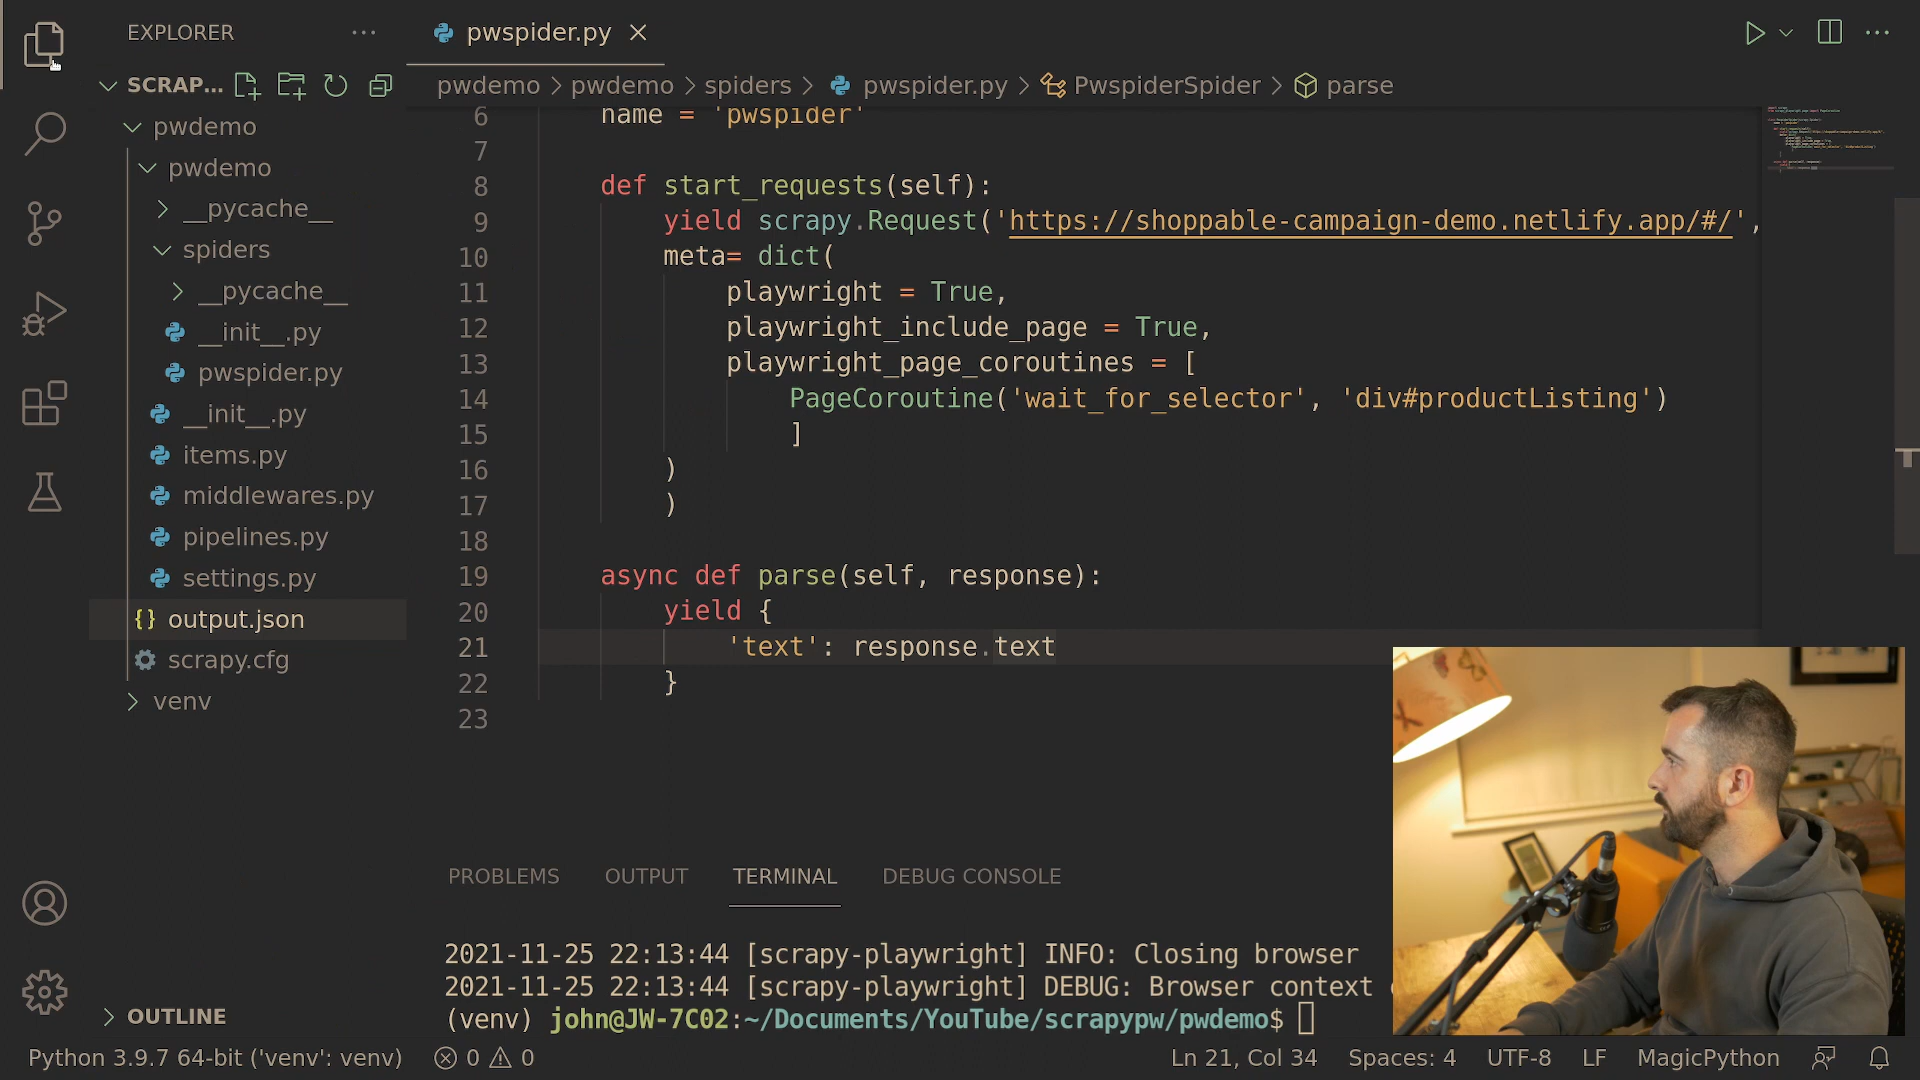 EXPLORER
SCRAP...
pwdemo
pwdemo
__pycache__
spiders
__pycache__
__init__.py
pwspider.py
__init__.py
items.py
middlewares.py
pipelines.py
settings.py
{} output.json
scrapy.cfg
venv
OUTLINE
pwspider.py
pwdemo > pwdemo > spiders > pwspider.py > PwspiderSpider > parse
6 name = 'pwspider'
7
8 def start_requests(self):
9 yield scrapy.Request('https://shoppable-campaign-demo.netlify.app/#/',
10 meta= dict(
11 playwright = True,
12 playwright_include_page = True,
13 playwright_page_coroutines = [
14 PageCoroutine('wait_for_selector', 'div#productListing')
15 ]
16 )
17 )
18
19 async def parse(self, response):
20 yield {
21 'text': response.text
22 }
23
PROBLEMS OUTPUT TERMINAL DEBUG CONSOLE
2021-11-25 22:13:44 [scrapy-playwright] INFO: Closing browser
2021-11-25 22:13:44 [scrapy-playwright] DEBUG: Browser context
(venv) john@JW-7C02:~/Documents/YouTube/scrapypw/pwdemo$
Python 3.9.7 64-bit ('venv': venv) 0 0 Ln 21, Col 34 Spaces: 4 UTF-8 LF MagicPython